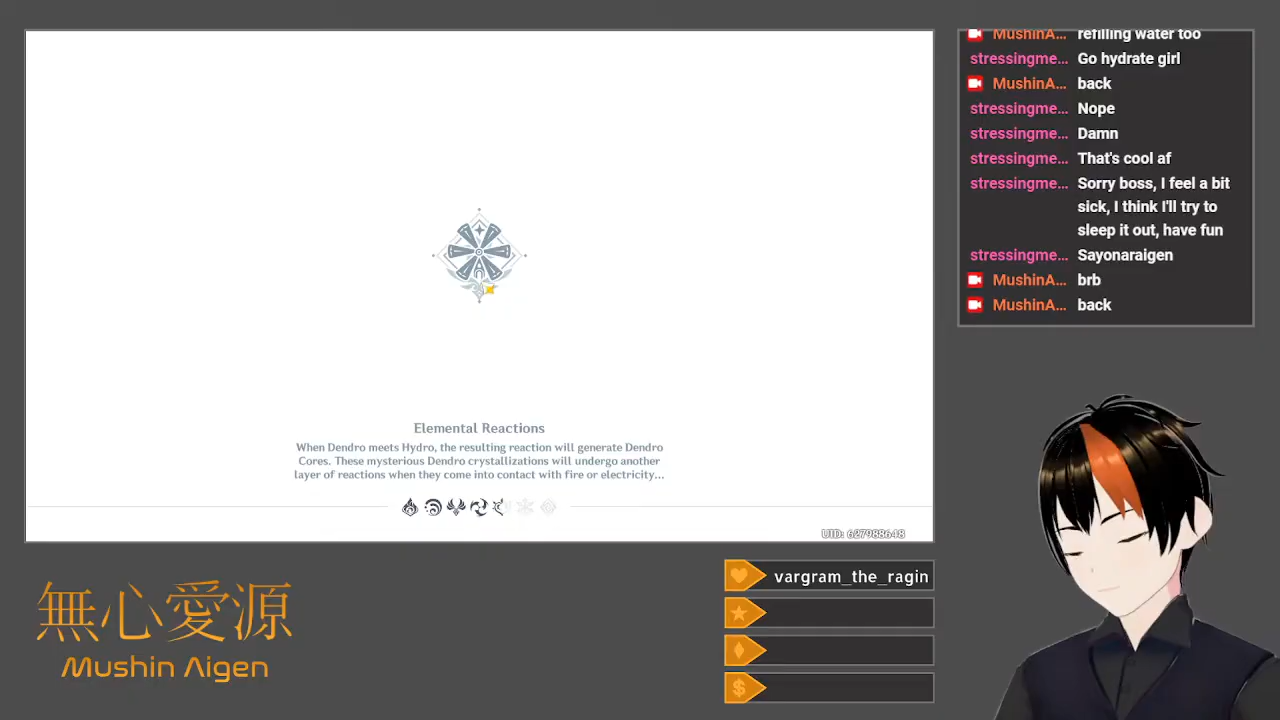 MushinA... refilling water too
stressingme... Go hydrate girl
MushinA... back
stressingme... Nope
stressingme... Damn
stressingme... That's cool af
stressingme... Sorry boss, I feel a bit
sick, I think I'll try to
sleep it out, have fun
stressingme... Sayonaraigen
MushinA... brb
MushinA... back
Elemental Reactions
When Dendro meets Hydro, the resulting reaction will generate Dendro
Cores. These mysterious Dendro crystallizations will undergo another
layer of reactions when they come into contact with fire or electricity...
UID: 627988648
vargram_the_ragin
無心愛源
Mushin Aigen